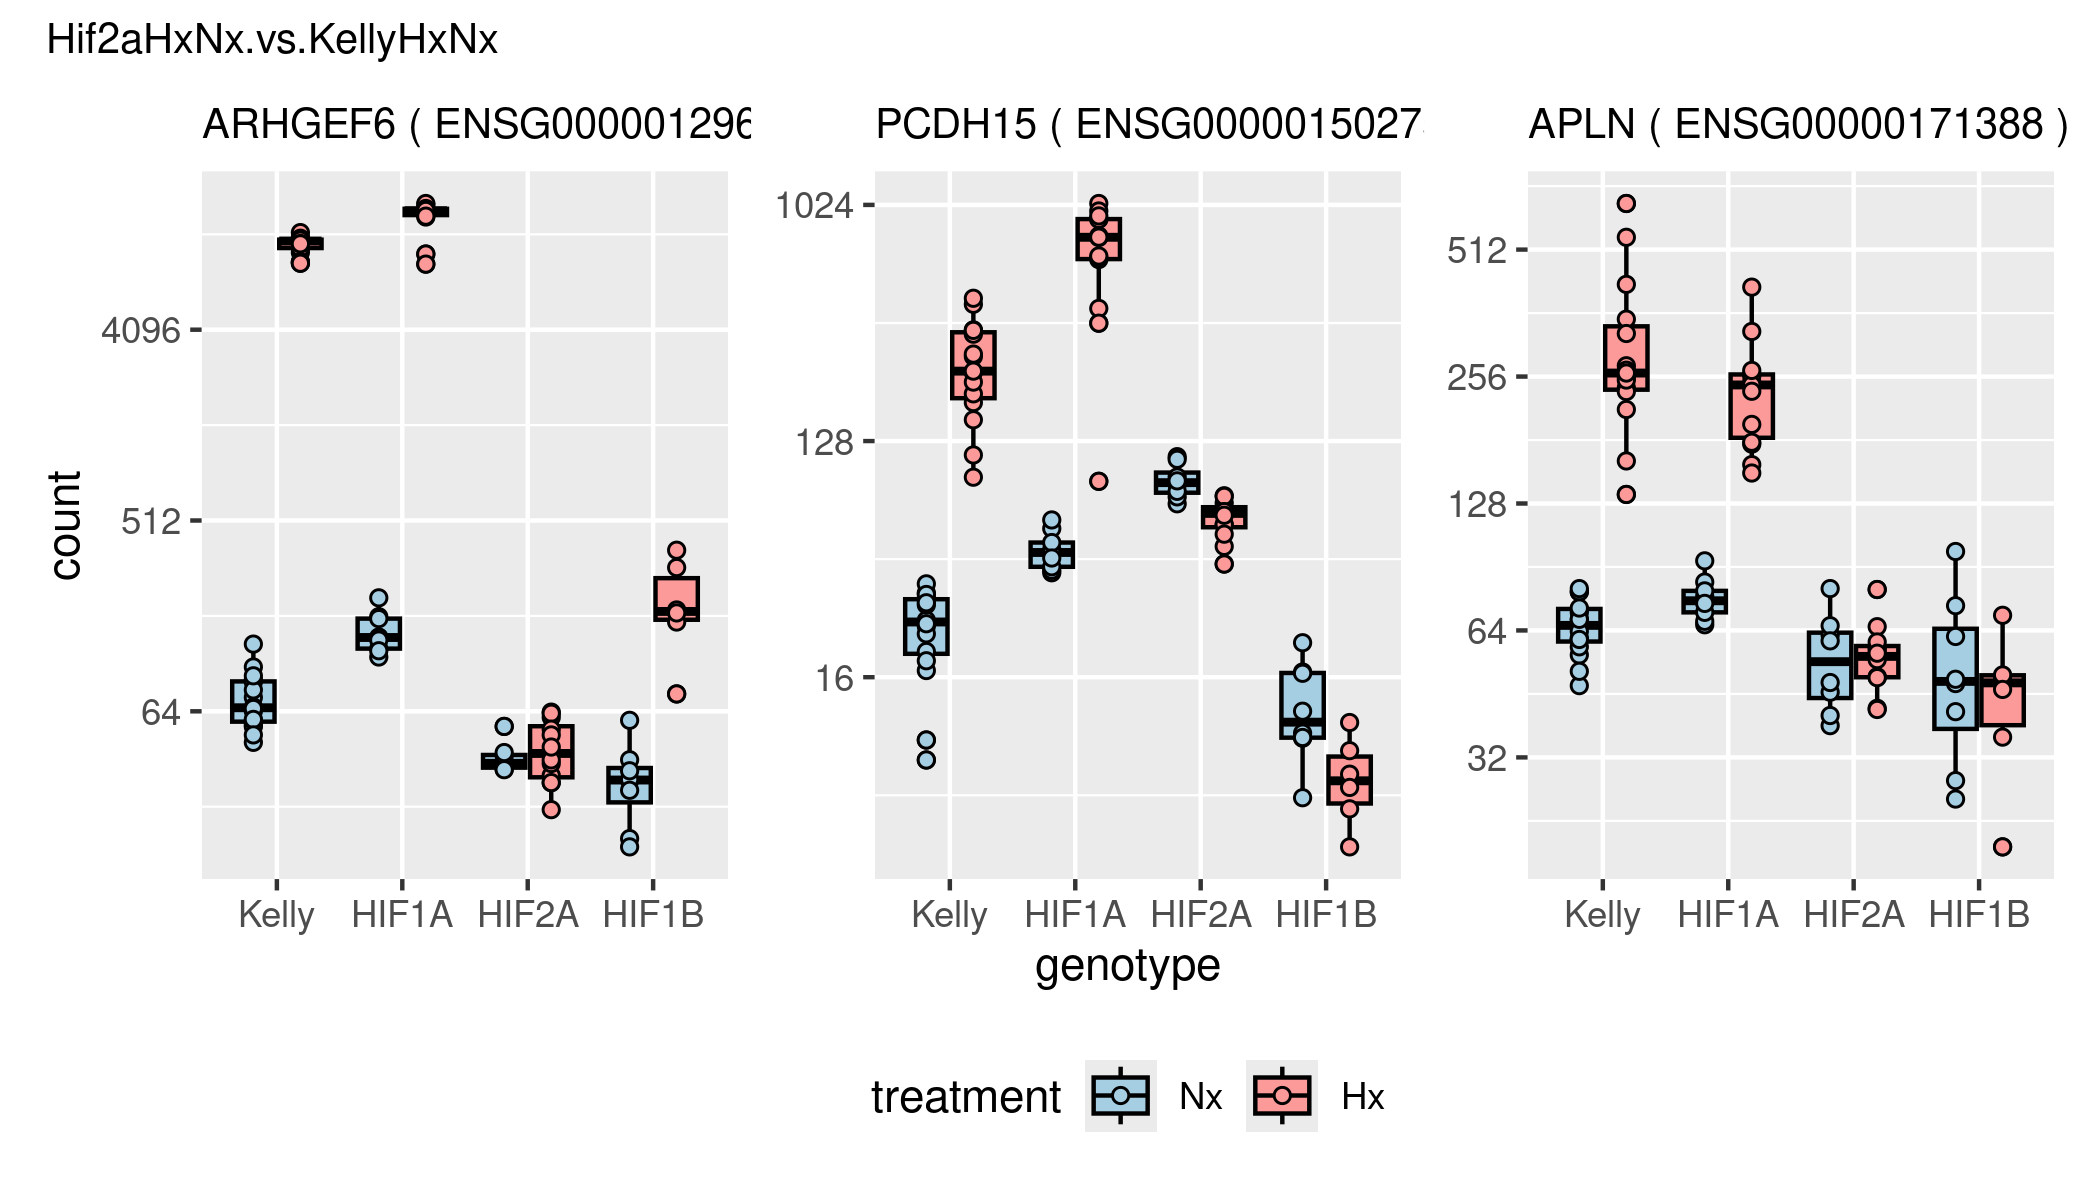 Hif2aHxNx.vs.KellyHxNx
ARHGEF6 ( ENSG000001296
PCDH15 ( ENSG0000015027
APLN ( ENSG00000171388 )
count
4096
512
64
1024
128
16
512
256
128
64
32
Kelly HIF1A HIF2A HIF1B
Kelly HIF1A HIF2A HIF1B
Kelly HIF1A HIF2A HIF1B
genotype
treatment Nx Hx